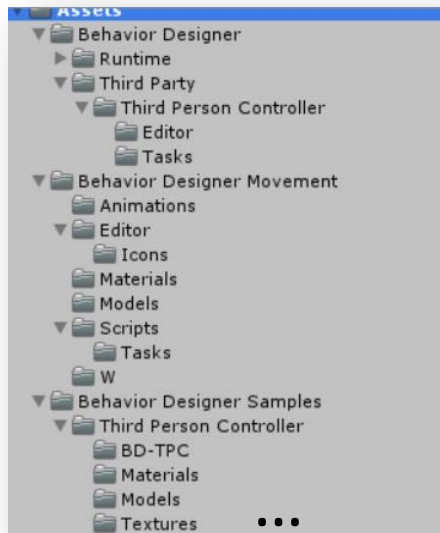 Assets
Behavior Designer
Runtime
Third Party
Third Person Controller
Editor
Tasks
Behavior Designer Movement
Animations
Editor
Icons
Materials
Models
Scripts
Tasks
W
Behavior Designer Samples
Third Person Controller
BD-TPC
Materials
Models
Textures